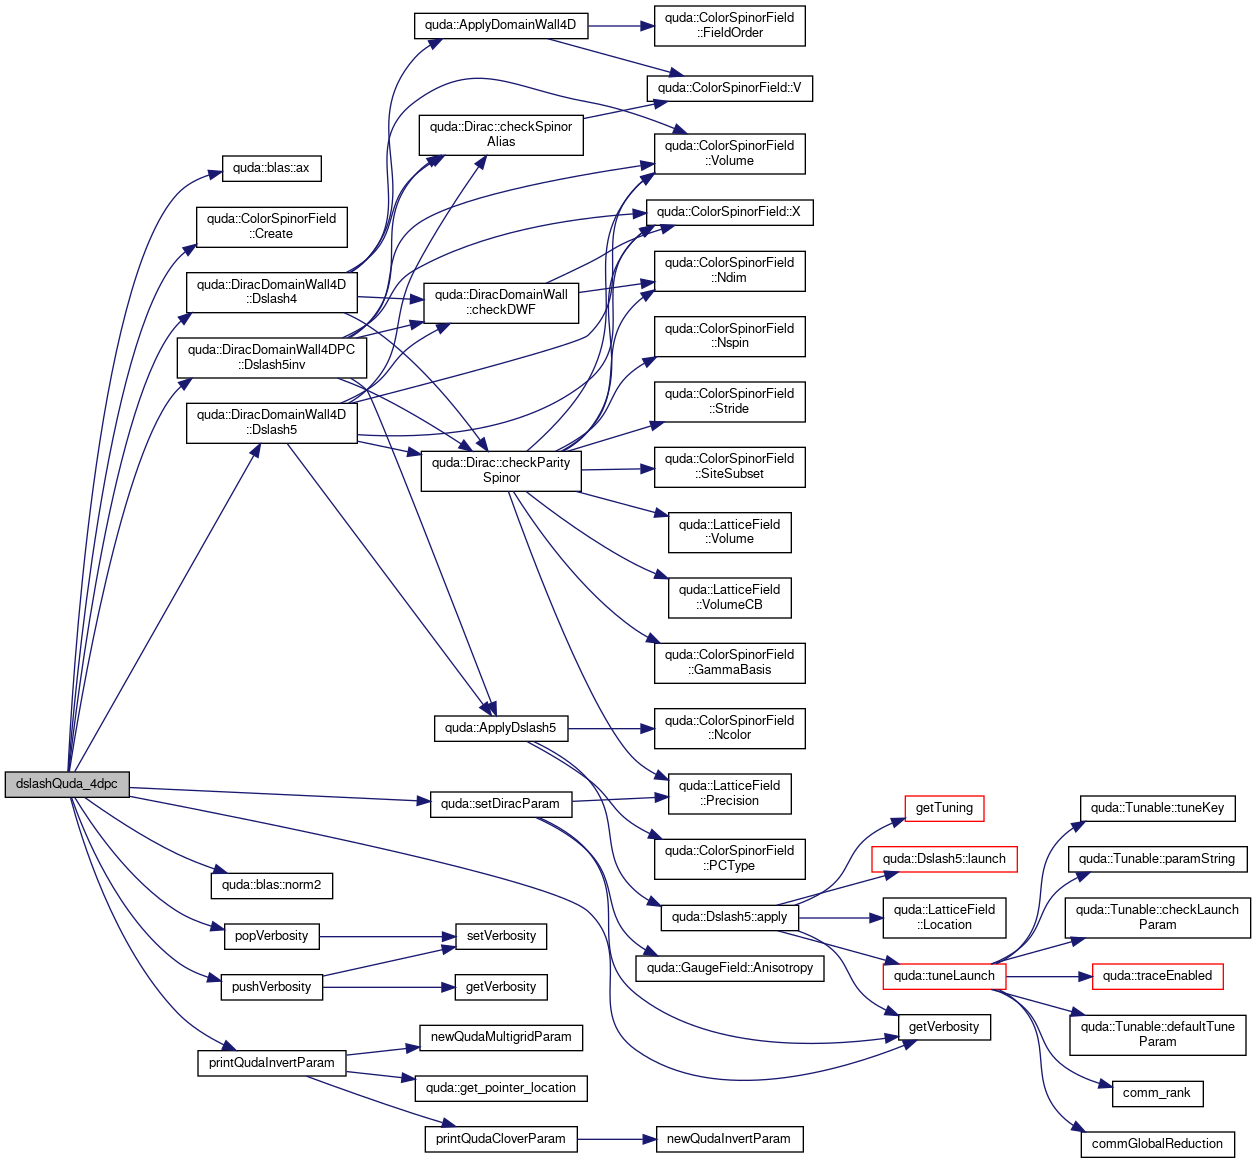 quda::ApplyDomainWall4D
quda::ColorSpinorField
::FieldOrder
quda::ColorSpinorField::V
quda::Dirac::checkSpinor
Alias
quda::ColorSpinorField
::Volume
quda::blas::ax
quda::ColorSpinorField
::Create
quda::ColorSpinorField::X
quda::DiracDomainWall4D
::Dslash4
quda::DiracDomainWall
::checkDWF
quda::ColorSpinorField
::Ndim
quda::DiracDomainWall4DPC
::Dslash5inv
quda::ColorSpinorField
::Nspin
quda::DiracDomainWall4D
::Dslash5
quda::ColorSpinorField
::Stride
quda::Dirac::checkParity
Spinor
quda::ColorSpinorField
::SiteSubset
quda::LatticeField
::Volume
quda::LatticeField
::VolumeCB
quda::ColorSpinorField
::GammaBasis
quda::ApplyDslash5
quda::ColorSpinorField
::Ncolor
dslashQuda_4dpc
quda::setDiracParam
quda::LatticeField
::Precision
getTuning
quda::Tunable::tuneKey
quda::ColorSpinorField
::PCType
quda::Dslash5::launch
quda::Tunable::paramString
quda::blas::norm2
quda::Dslash5::apply
quda::LatticeField
::Location
quda::Tunable::checkLaunch
Param
popVerbosity
setVerbosity
quda::GaugeField::Anisotropy
quda::tuneLaunch
quda::traceEnabled
pushVerbosity
getVerbosity
getVerbosity
quda::Tunable::defaultTune
Param
newQudaMultigridParam
printQudaInvertParam
quda::get_pointer_location
comm_rank
printQudaCloverParam
newQudaInvertParam
commGlobalReduction